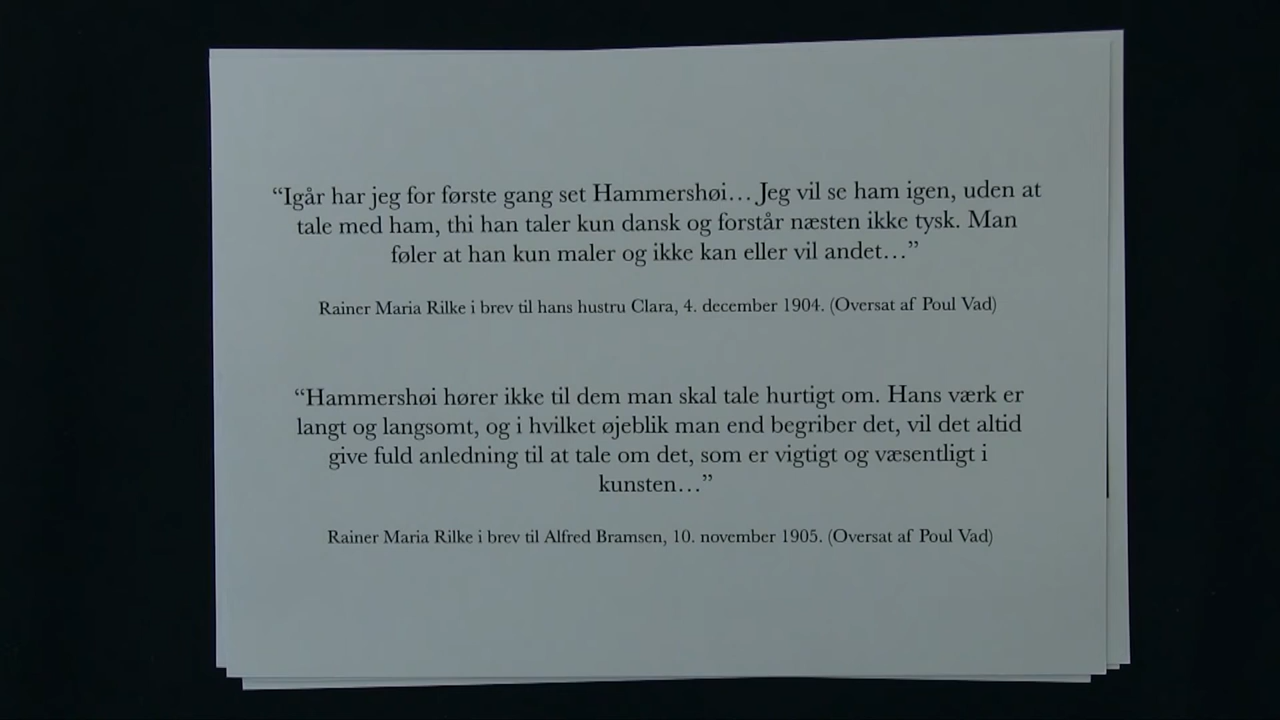 “Igår har jeg for første gang set Hammershøi… Jeg vil se ham igen, uden at
tale med ham, thi han taler kun dansk og forstår næsten ikke tysk. Man
føler at han kun maler og ikke kan eller vil andet…”
Rainer Maria Rilke i brev til hans hustru Clara, 4. december 1904. (Oversat af Poul Vad)
“Hammershøi hører ikke til dem man skal tale hurtigt om. Hans værk er
langt og langsomt, og i hvilket øjeblik man end begriber det, vil det altid
give fuld anledning til at tale om det, som er vigtigt og væsentligt i
kunsten…”
Rainer Maria Rilke i brev til Alfred Bramsen, 10. november 1905. (Oversat af Poul Vad)